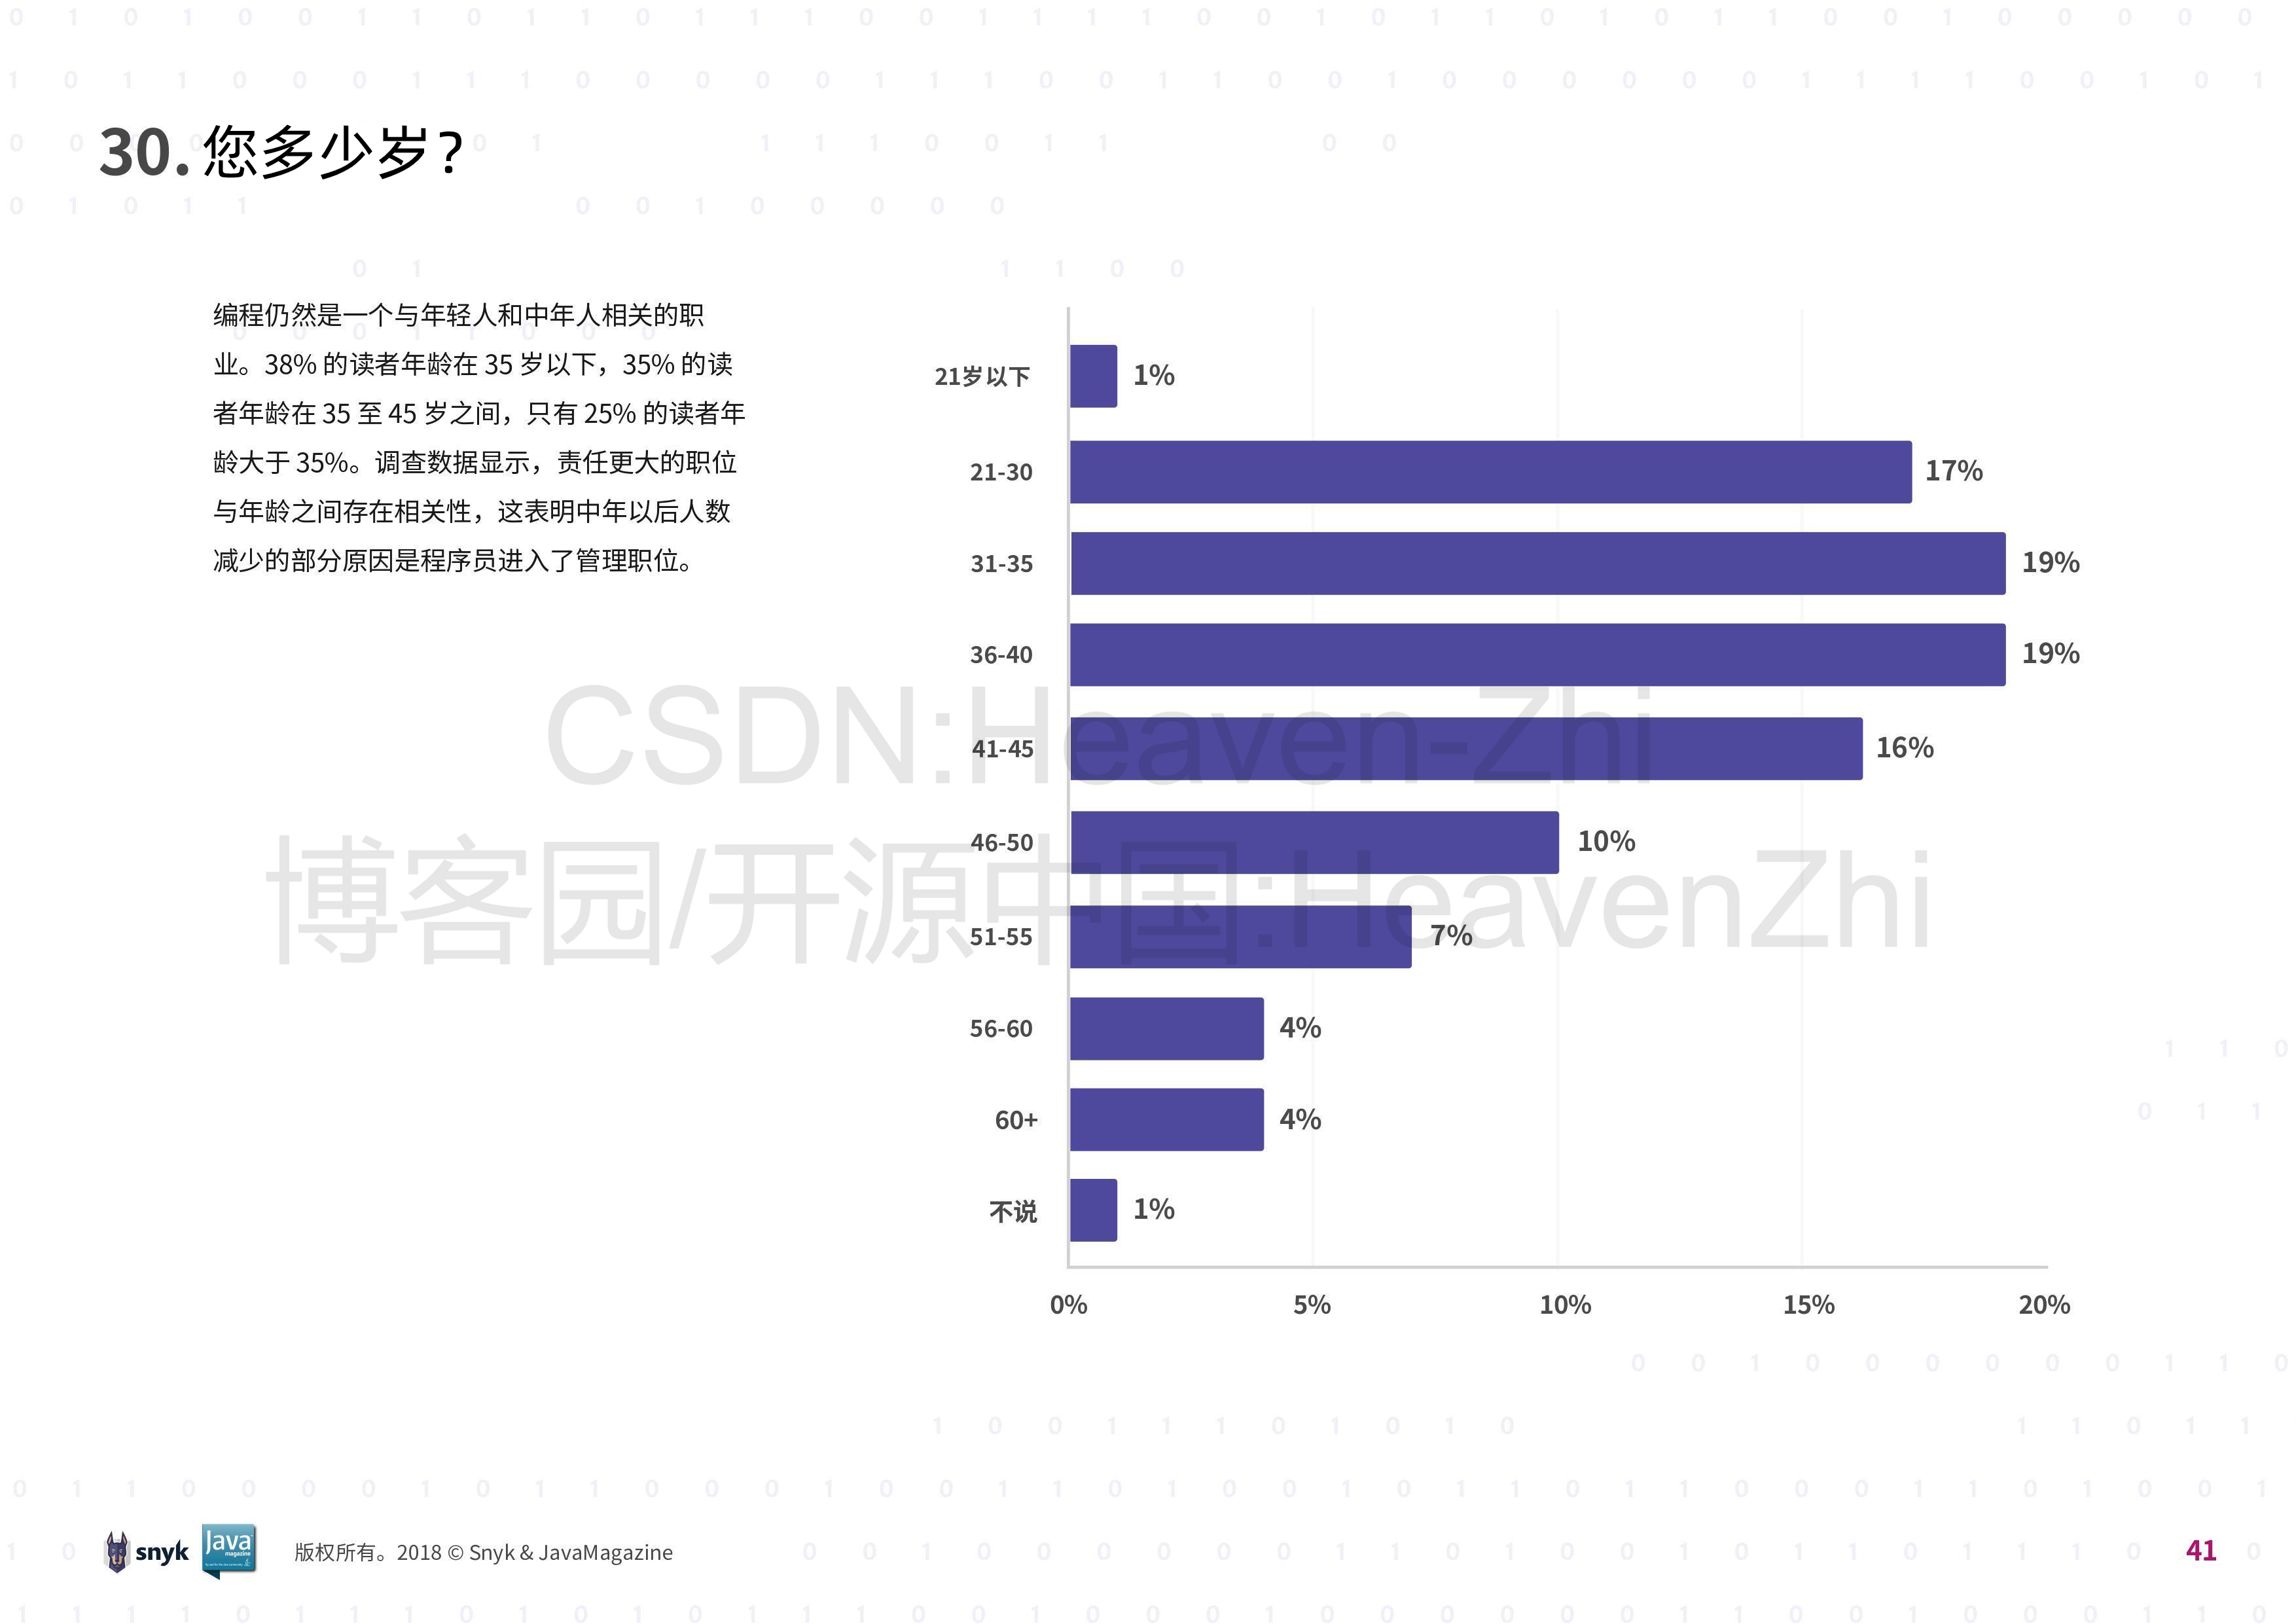 30. 您多少岁？
编程仍然是一个与年轻人和中年人相关的职
业。38% 的读者年龄在 35 岁以下，35% 的读
者年龄在 35 至 45 岁之间，只有 25% 的读者年
龄大于 35%。调查数据显示，责任更大的职位
与年龄之间存在相关性，这表明中年以后人数
减少的部分原因是程序员进入了管理职位。
21岁以下 1%
21-30 17%
31-35 19%
36-40 19%
41-45 16%
46-50 10%
51-55 7%
56-60 4%
60+ 4%
不说 1%
0% 5% 10% 15% 20%
CSDN:Heaven-Zhi
博客园/开源中国:HeavenZhi
snyk
Java
magazine
版权所有。2018 © Snyk & JavaMagazine
41